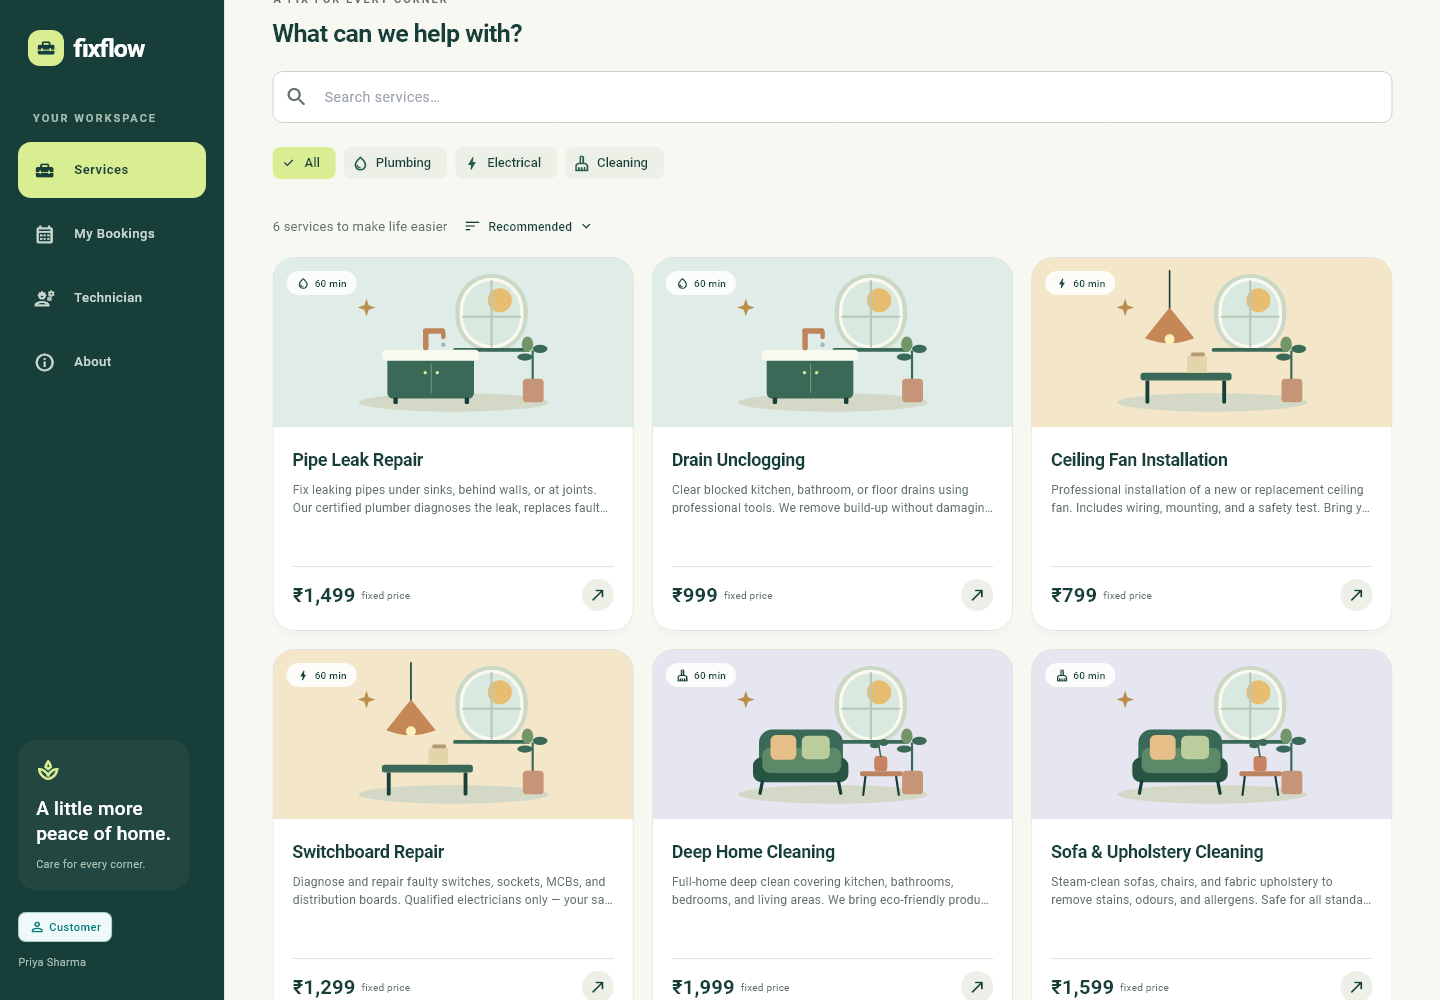 fixflow
YOUR WORKSPACE
Services
My Bookings
Technician
About
A little more
peace of home.
Care for every corner.
Customer
Priya Sharma
A FIX FOR EVERY CORNER
What can we help with?
Search services…
All
Plumbing
Electrical
Cleaning
6 services to make life easier
Recommended
60 min
Pipe Leak Repair
Fix leaking pipes under sinks, behind walls, or at joints.
Our certified plumber diagnoses the leak, replaces fault…
₹1,499 fixed price
60 min
Drain Unclogging
Clear blocked kitchen, bathroom, or floor drains using
professional tools. We remove build-up without damagin…
₹999 fixed price
60 min
Ceiling Fan Installation
Professional installation of a new or replacement ceiling
fan. Includes wiring, mounting, and a safety test. Bring y…
₹799 fixed price
60 min
Switchboard Repair
Diagnose and repair faulty switches, sockets, MCBs, and
distribution boards. Qualified electricians only — your sa…
₹1,299 fixed price
60 min
Deep Home Cleaning
Full-home deep clean covering kitchen, bathrooms,
bedrooms, and living areas. We bring eco-friendly produ…
₹1,999 fixed price
60 min
Sofa & Upholstery Cleaning
Steam-clean sofas, chairs, and fabric upholstery to
remove stains, odours, and allergens. Safe for all standa…
₹1,599 fixed price